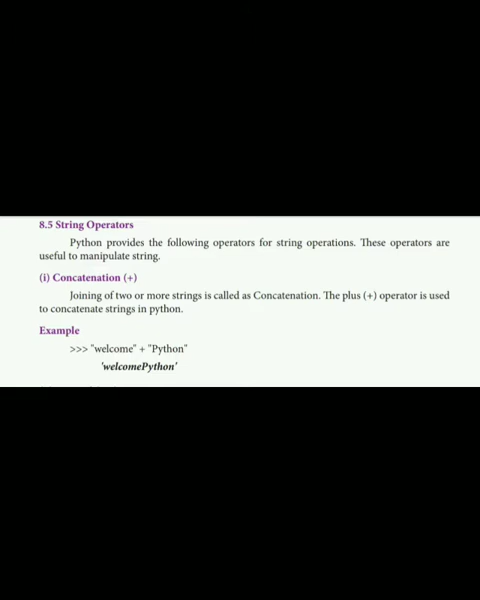 8.5 String Operators
Python provides the following operators for string operations. These operators are
useful to manipulate string.
(i) Concatenation (+)
Joining of two or more strings is called as Concatenation. The plus (+) operator is used
to concatenate strings in python.
Example
>>> "welcome" + "Python"
'welcomePython'